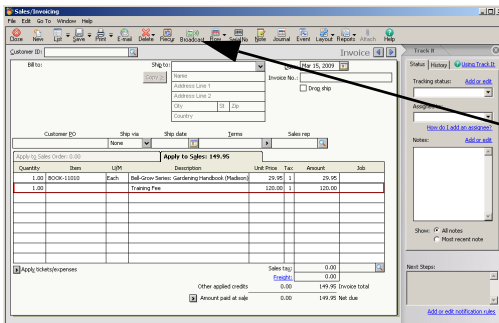 Sales/Invoicing
File Edit Go To Window Help
Close New List Save Print E-mail Delete Recur Broadcast Row Serial No Note Journal Event Layout Reports Attach Help
Customer ID: Invoice
Bill to: Ship to: Mar 15, 2009
Copy Name Invoice No.:
Address Line 1 Drop ship
Address Line 2
City St Zip
Country
Customer PO Ship via Ship date Terms Sales rep
None
Apply to Sales Order: 0.00 Apply to Sales: 149.95
Quantity Item U/M Description Unit Price Tax Amount Job
1.00 BOOK-11010 Each Bell-Grow Series: Gardening Handbook (Madison) 29.95 1 29.95
1.00 Training Fee 120.00 1 120.00
Apply tickets/expenses Sales tax: 0.00
Freight: 0.00
Other applied credits 0.00 149.95 Invoice total
Amount paid at sale 0.00 149.95 Net due
Track It
Status History Using Track It
Tracking status: Add or edit
Assigned to:
How do I add an assignee?
Notes: Add or edit
Show: All notes
Most recent note
Next Steps:
Add or edit notification rules